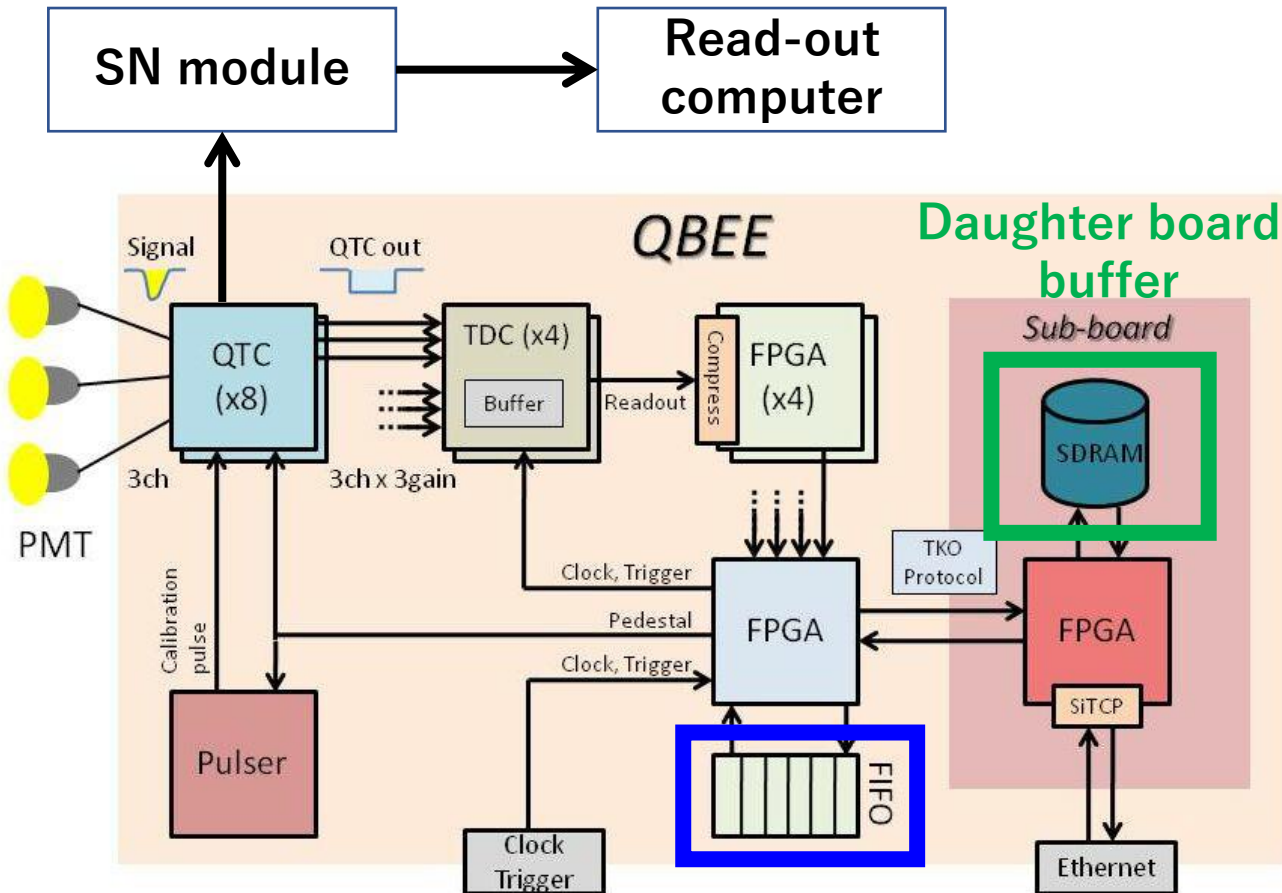 SN module
Read-out
computer
QBEE
Daughter board
buffer
Signal
QTC out
Sub-board
QTC
(x8)
TDC (x4)
Buffer
Readout
Compress
FPGA
(x4)
SDRAM
3ch
3ch x 3gain
PMT
TKO
Protocol
Clock, Trigger
Pedestal
Clock, Trigger
Calibration
pulse
FPGA
FPGA
SiTCP
Pulser
FIFO
Clock
Trigger
Ethernet